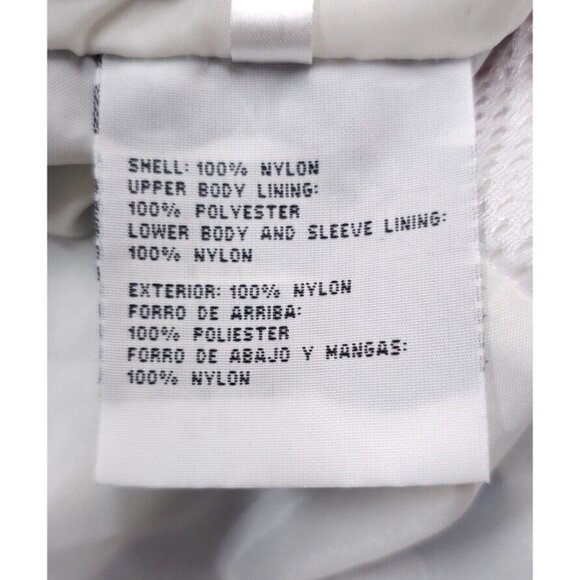 SHELL: 100% NYLON
UPPER BODY LINING:
100% POLYESTER
LOWER BODY AND SLEEVE LINING:
100% NYLON
EXTERIOR: 100% NYLON
FORRO DE ARRIBA:
100% POLIESTER
FORRO DE ABAJO Y MANGAS:
100% NYLON